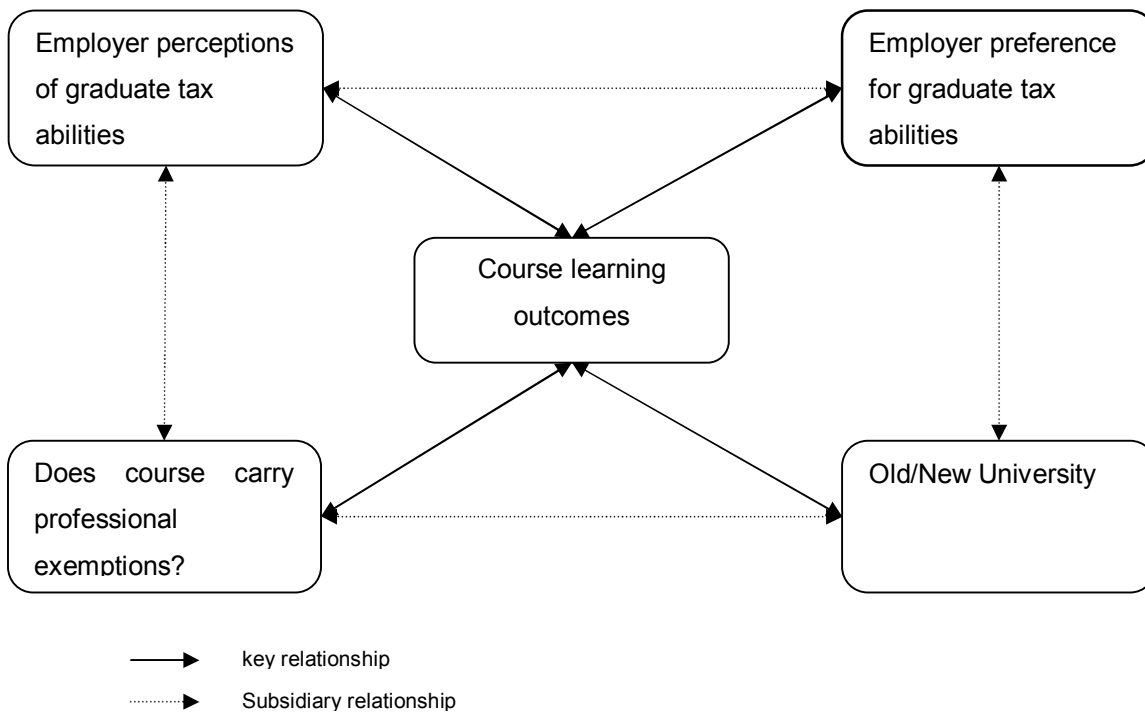 Employer perceptions
of graduate tax
abilities
Employer preference
for graduate tax
abilities
Course learning
outcomes
Does course carry
professional
exemptions?
Old/New University
key relationship
Subsidiary relationship